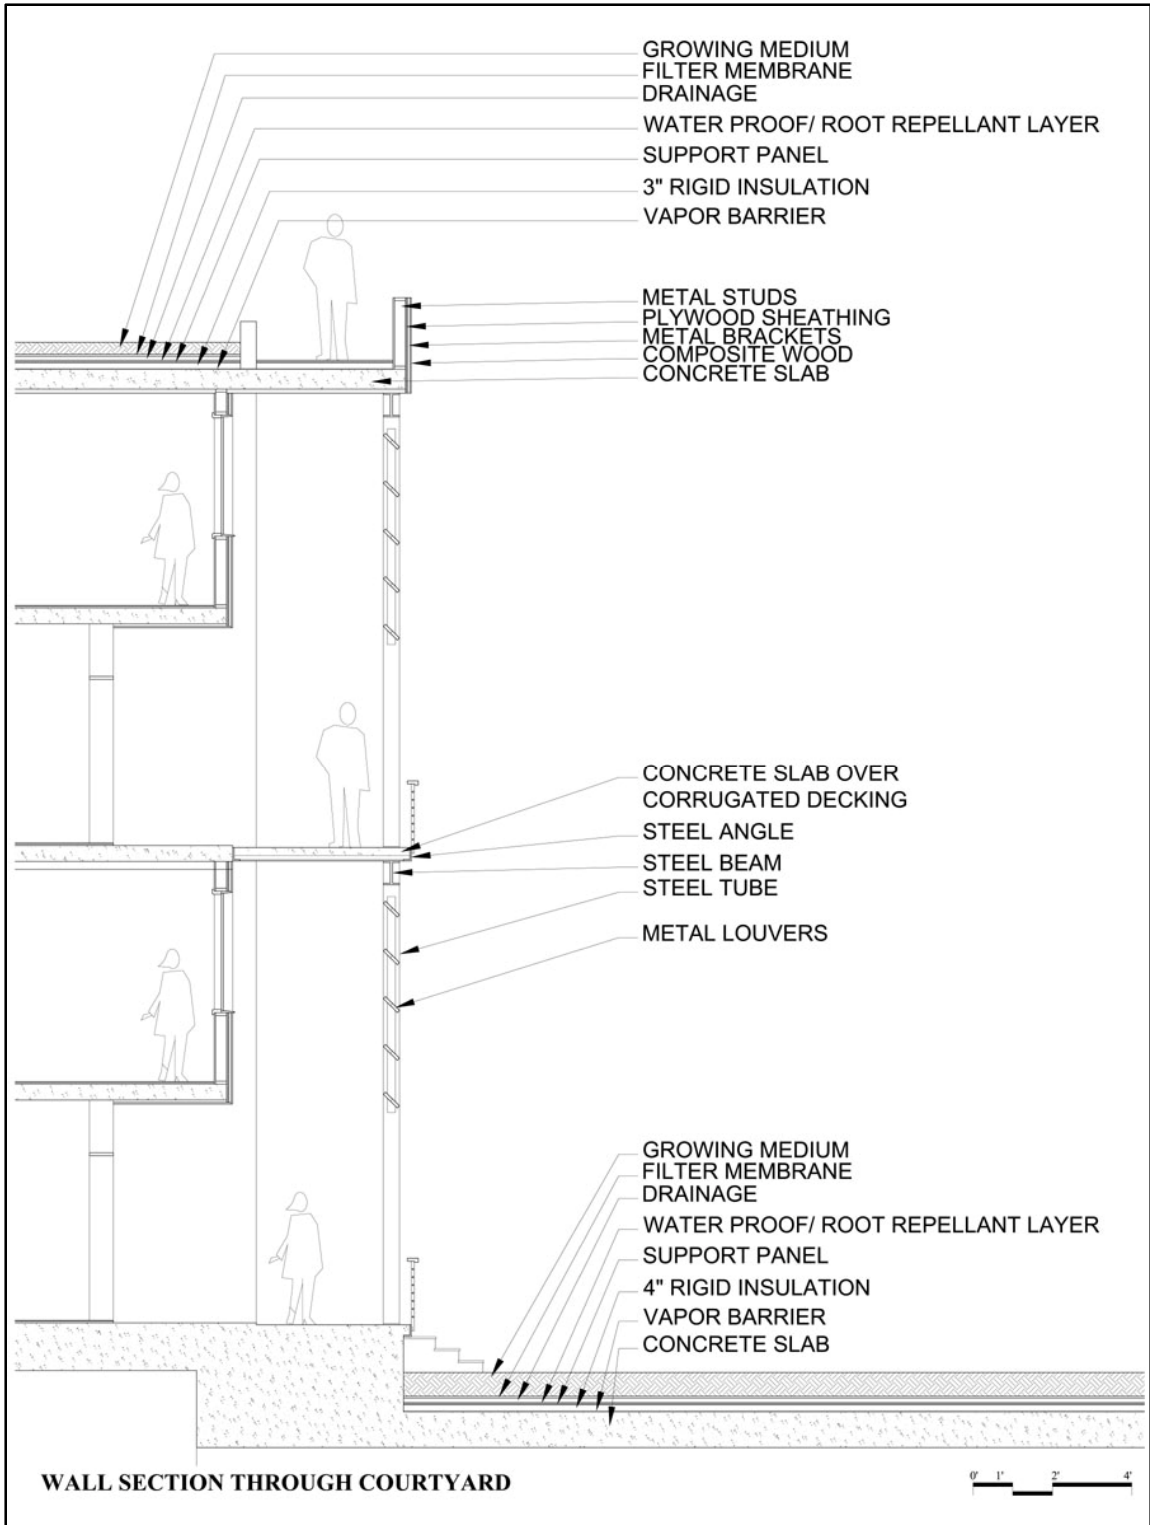 GROWING MEDIUM
FILTER MEMBRANE
DRAINAGE
WATER PROOF/ ROOT REPELLANT LAYER
SUPPORT PANEL
3" RIGID INSULATION
VAPOR BARRIER
METAL STUDS
PLYWOOD SHEATHING
METAL BRACKETS
COMPOSITE WOOD
CONCRETE SLAB
CONCRETE SLAB OVER
CORRUGATED DECKING
STEEL ANGLE
STEEL BEAM
STEEL TUBE
METAL LOUVERS
GROWING MEDIUM
FILTER MEMBRANE
DRAINAGE
WATER PROOF/ ROOT REPELLANT LAYER
SUPPORT PANEL
4" RIGID INSULATION
VAPOR BARRIER
CONCRETE SLAB
WALL SECTION THROUGH COURTYARD
0' 1' 2' 4'